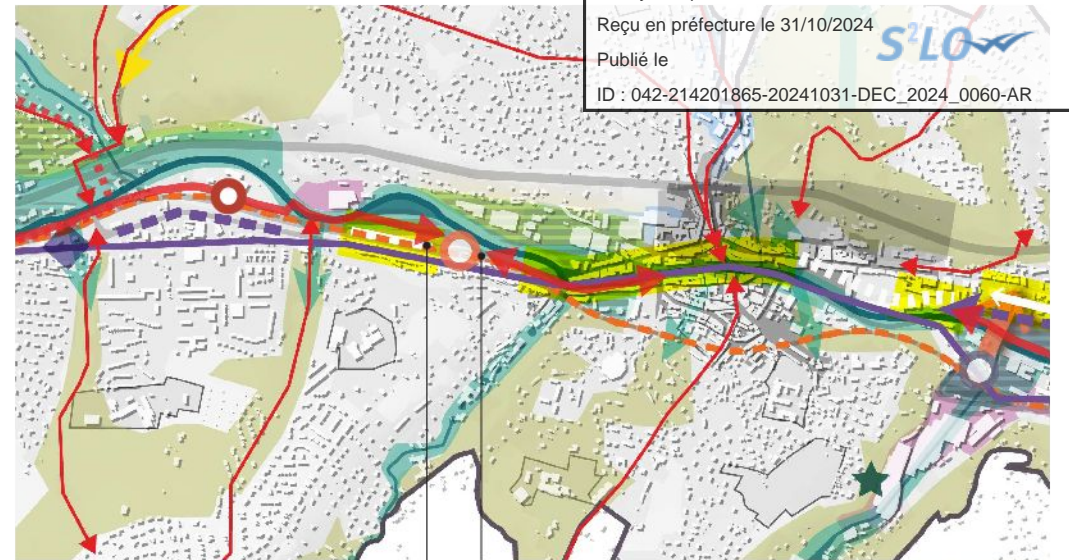 Reçu en préfecture le 31/10/2024
S²LO
Publié le
ID : 042-214201865-20241031-DEC_2024_0060-AR